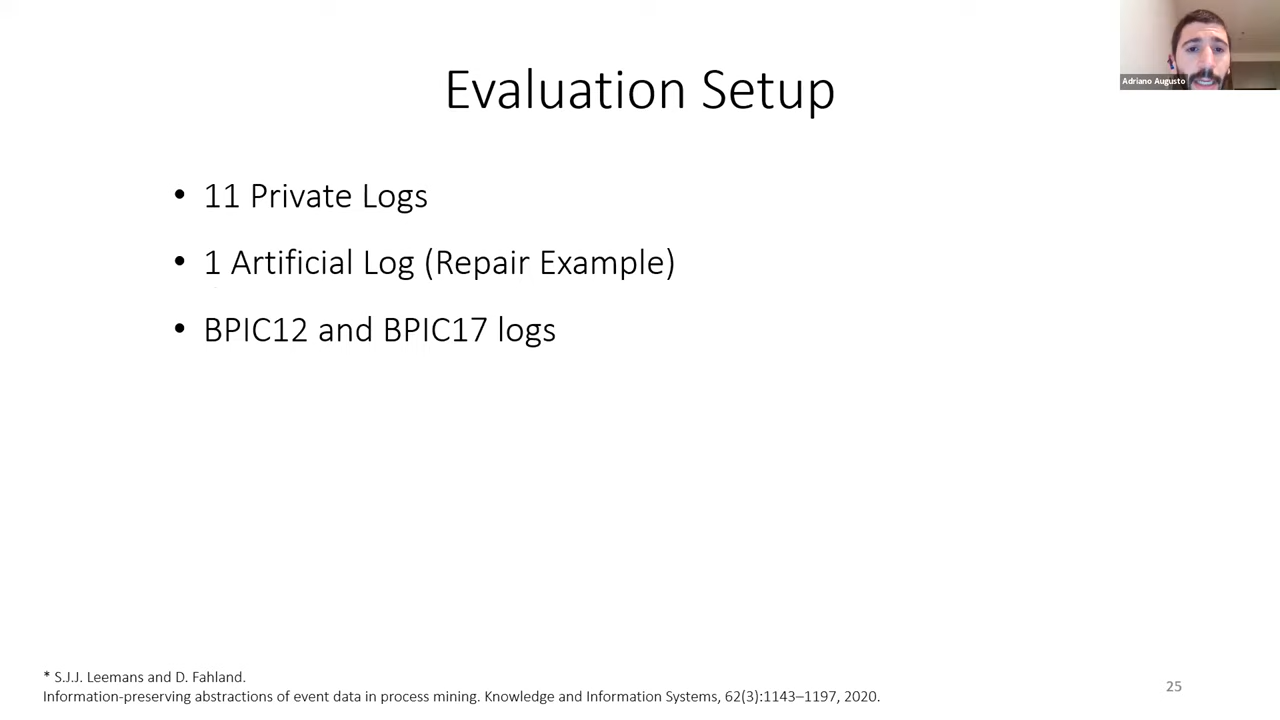 Evaluation Setup
Adriano Augusto
• 11 Private Logs
• 1 Artificial Log (Repair Example)
• BPIC12 and BPIC17 logs
* S.J.J. Leemans and D. Fahland.
Information-preserving abstractions of event data in process mining. Knowledge and Information Systems, 62(3):1143–1197, 2020.
25